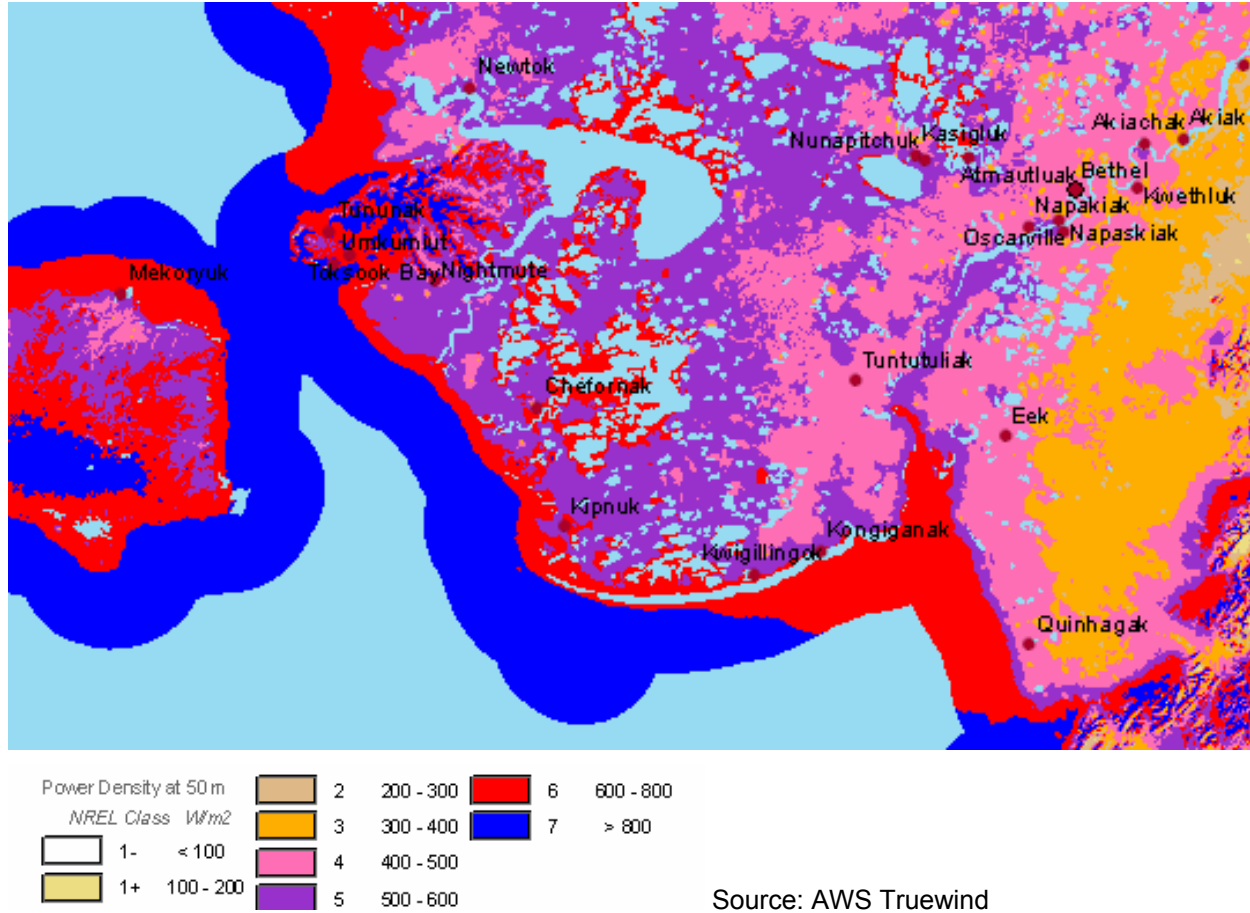 Newtok
Akiachak Akiak
Nunapitchuk Kasigluk
Atmautluak Bethel
Kwethluk
Napakiak
Oscarville Napaskiak
Tununak
Umkumiut
Toksook Bay Nightmute
Mekoryuk
Tuntutuliak
Chefornak
Eek
Kipnuk
Kongiganak
Kwigillingok
Quinhagak
Power Density at 50 m
NREL Class W/m2
1- < 100
1+ 100 - 200
2 200 - 300
3 300 - 400
4 400 - 500
5 500 - 600
6 600 - 800
7 > 800
Source: AWS Truewind